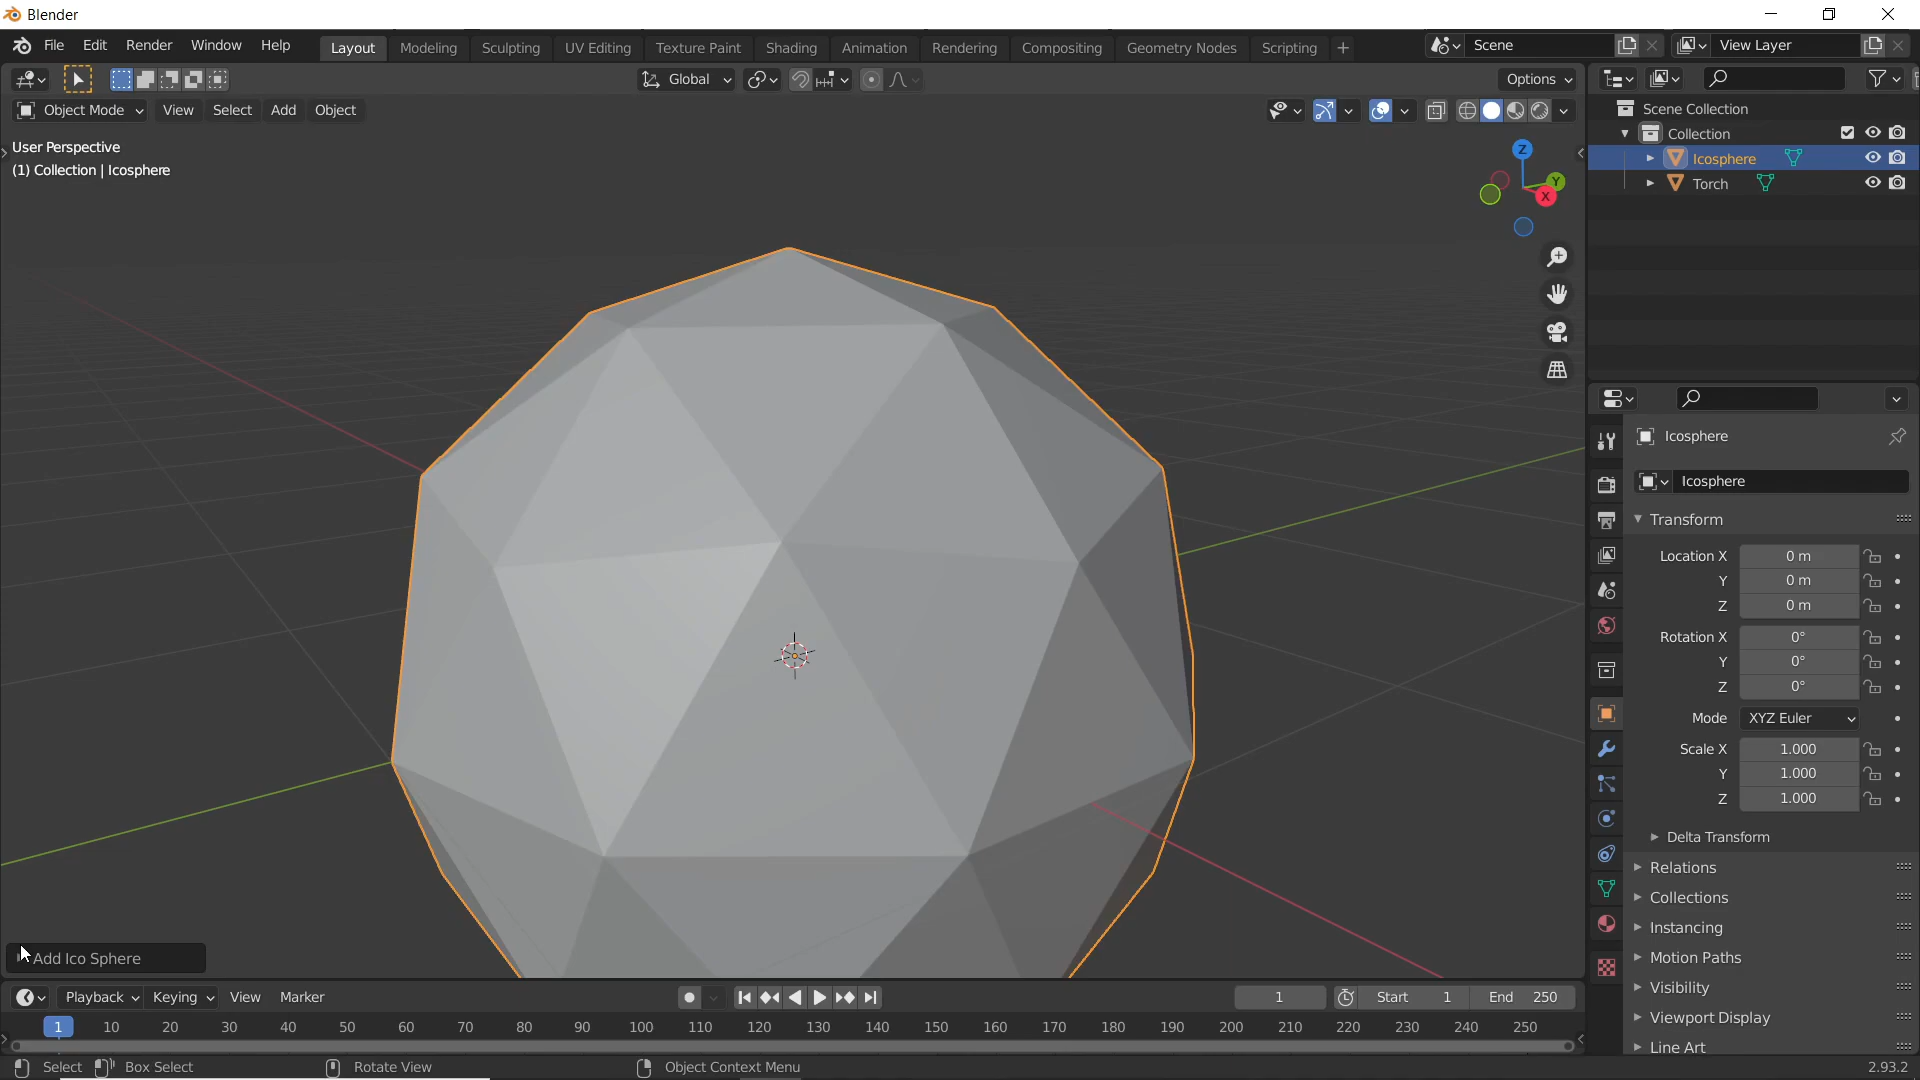 Blender
File Edit Render Window Help
Layout Modeling Sculpting UV Editing Texture Paint Shading Animation Rendering Compositing Geometry Nodes Scripting +
Scene
View Layer
Global
Options
Object Mode View Select Add Object
User Perspective
(1) Collection | Icosphere
Z
Y
X
Scene Collection
Collection
Icosphere
Torch
Icosphere
Icosphere
Transform
Location X 0 m
Y 0 m
Z 0 m
Rotation X 0°
Y 0°
Z 0°
Mode XYZ Euler
Scale X 1.000
Y 1.000
Z 1.000
Delta Transform
Relations
Collections
Instancing
Motion Paths
Visibility
Viewport Display
Line Art
Add Ico Sphere
Playback Keying View Marker
1 Start 1 End 250
1 10 20 30 40 50 60 70 80 90 100 110 120 130 140 150 160 170 180 190 200 210 220 230 240 250
Select Box Select Rotate View Object Context Menu 2.93.2